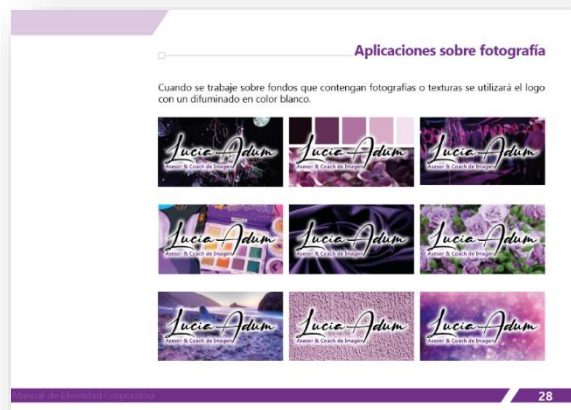 Aplicaciones sobre fotografía
Cuando se trabaje sobre fondos que contengan fotografías o texturas se utilizará el logo
con un difuminado en color blanco.
Lucia Adum
Asesor & Coach de Imagen
Lucia Adum
Asesor & Coach de Imagen
Lucia Adum
Asesor & Coach de Imagen
Lucia Adum
Asesor & Coach de Imagen
Lucia Adum
Asesor & Coach de Imagen
Lucia Adum
Asesor & Coach de Imagen
Lucia Adum
Asesor & Coach de Imagen
Lucia Adum
Asesor & Coach de Imagen
Lucia Adum
Asesor & Coach de Imagen
Manual de Identidad Corporativa
28